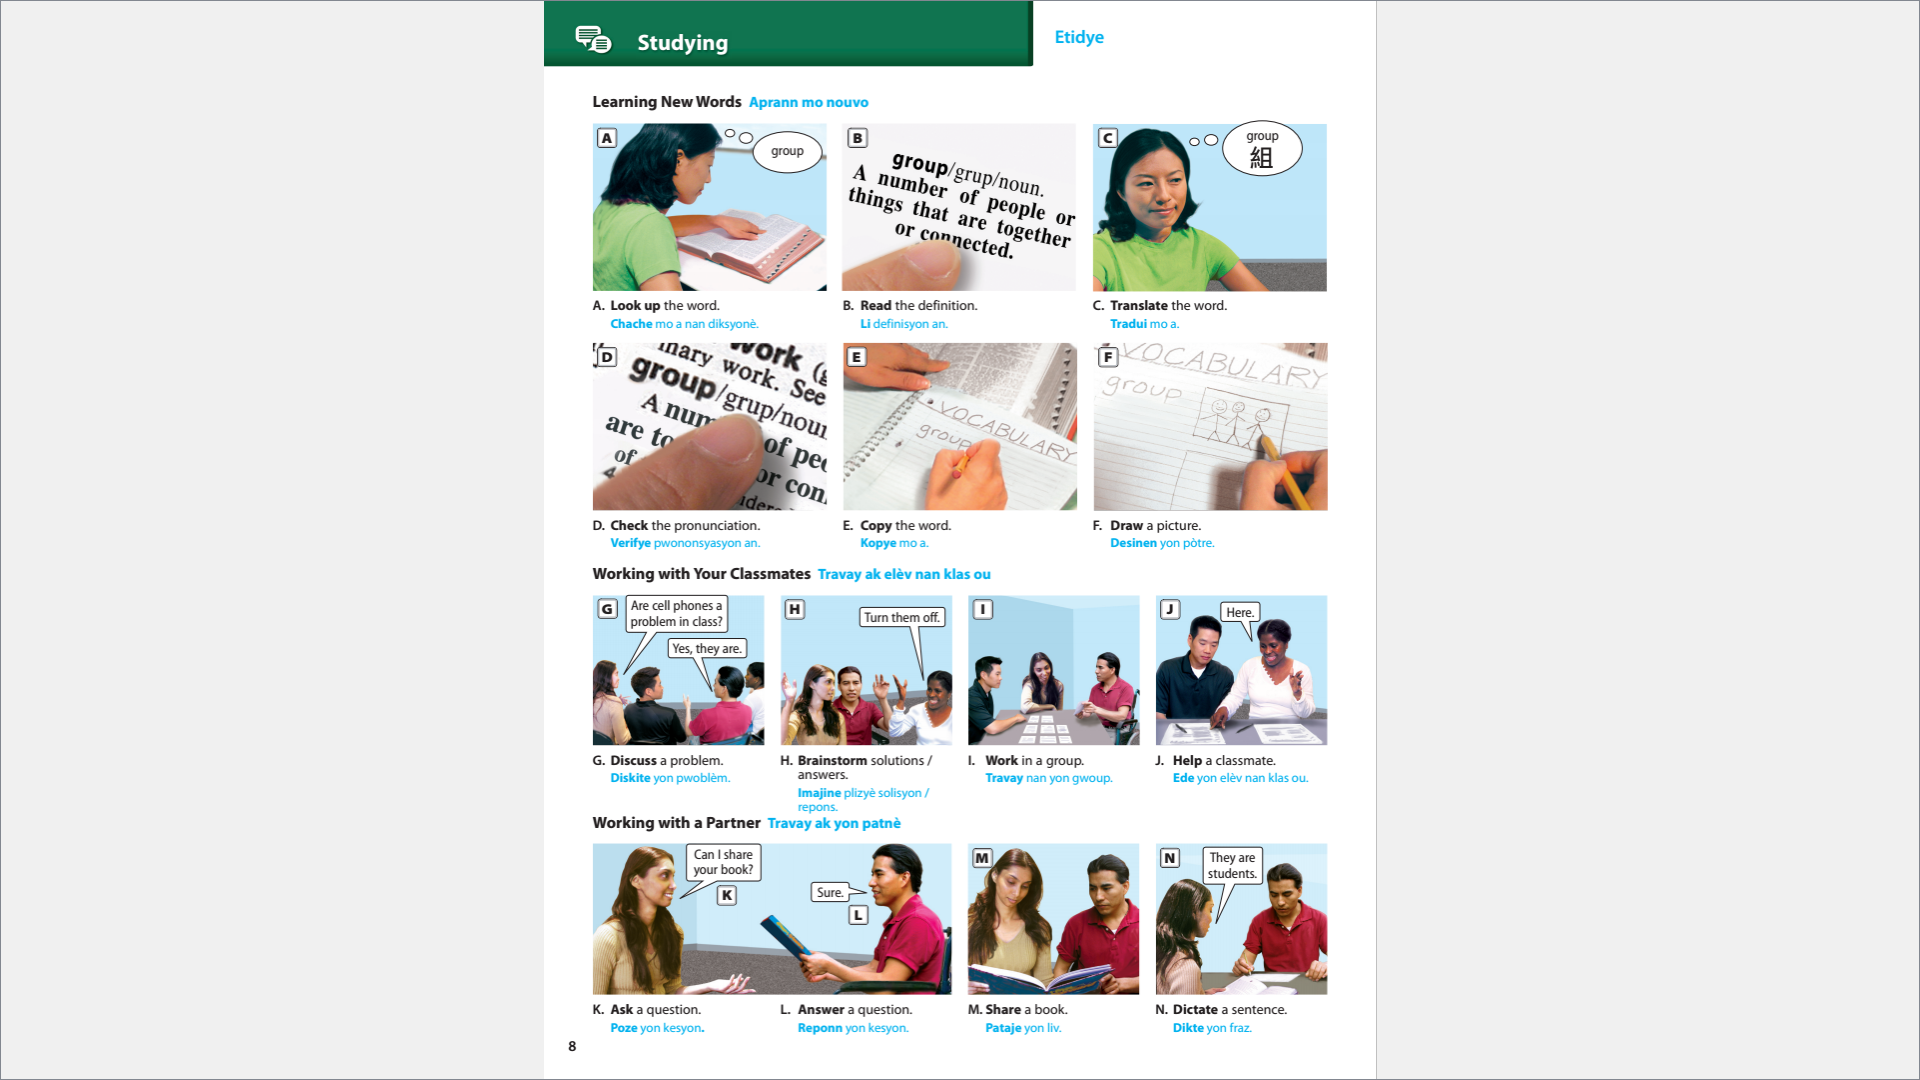 Studying
Etidye
Learning New Words Aprann mo nouvo
A
group
B
group/grup/noun.
A number of people or
things that are together
or connected.
C
group
組
A. Look up the word.
Chache mo a nan diksyonè.
B. Read the definition.
Li definisyon an.
C. Translate the word.
Tradui mo a.
D
work
mary work. See
group/grup/noun
A num of peo
are to
of or con
E
VOCABULARY
group
F
VOCABULARY
group
D. Check the pronunciation.
Verifye pwononsyasyon an.
E. Copy the word.
Kopye mo a.
F. Draw a picture.
Desinen yon pòtre.
Working with Your Classmates Travay ak elèv nan klas ou
G
Are cell phones a
problem in class?
Yes, they are.
H
Turn them off.
I
J
Here.
G. Discuss a problem.
Diskite yon pwoblèm.
H. Brainstorm solutions /
answers.
Imajine plizyè solisyon /
repons.
I. Work in a group.
Travay nan yon gwoup.
J. Help a classmate.
Ede yon elèv nan klas ou.
Working with a Partner Travay ak yon patnè
Can I share
your book?
K
Sure.
L
M
N
They are
students.
K. Ask a question.
Poze yon kesyon.
L. Answer a question.
Reponn yon kesyon.
M. Share a book.
Pataje yon liv.
N. Dictate a sentence.
Dikte yon fraz.
8